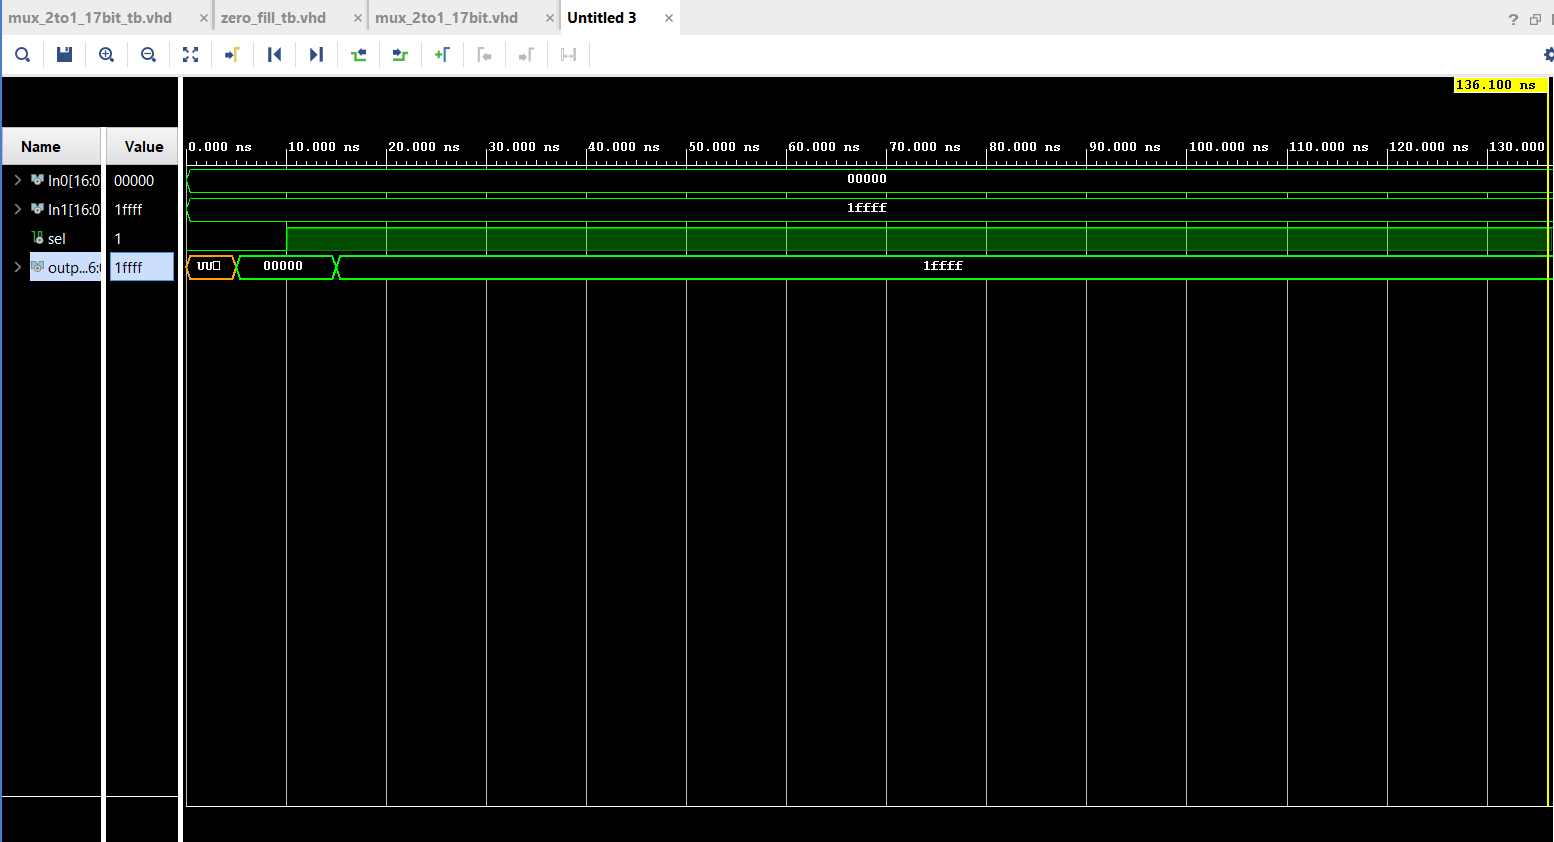 mux_2to1_17bit_tb.vhd × zero_fill_tb.vhd × mux_2to1_17bit.vhd × Untitled 3 × ?
136.100 ns
Name Value 0.000 ns 10.000 ns 20.000 ns 30.000 ns 40.000 ns 50.000 ns 60.000 ns 70.000 ns 80.000 ns 90.000 ns 100.000 ns 110.000 ns 120.000 ns 130.000
In0[16:0 00000 00000
In1[16:0 1ffff 1ffff
sel 1
outp...6:0 1ffff UU□ 00000 1ffff